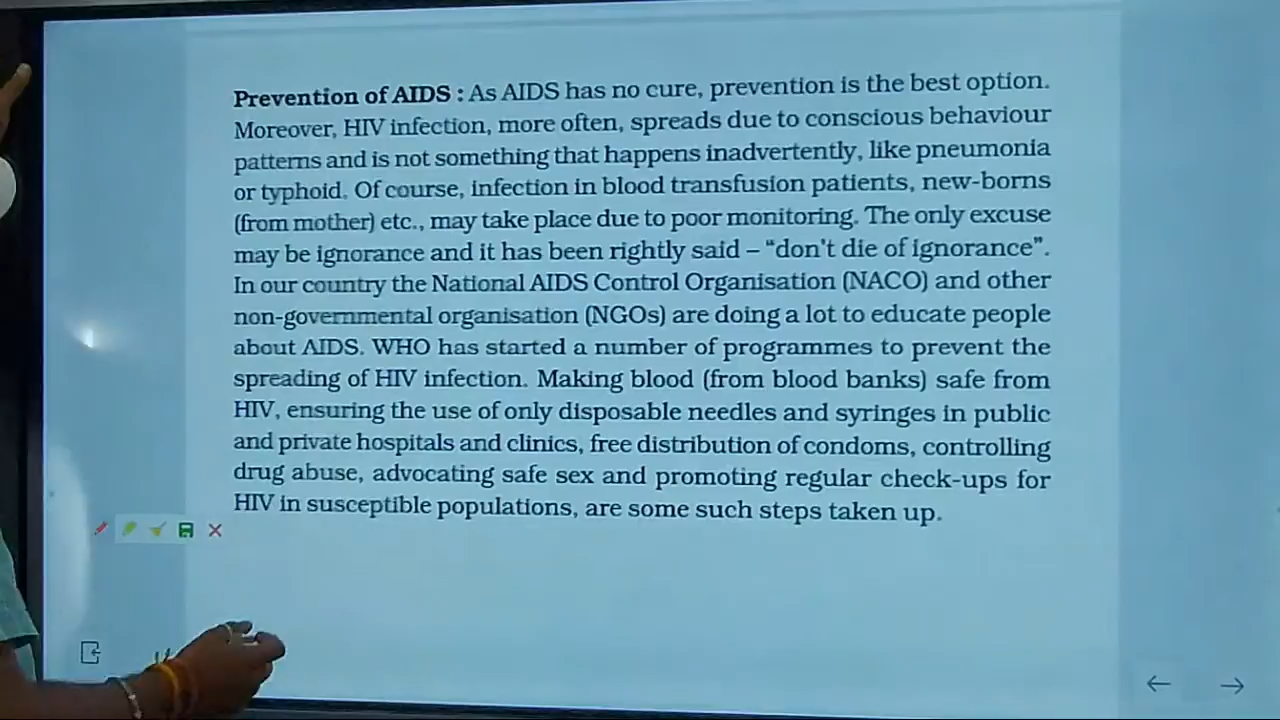 Prevention of AIDS : As AIDS has no cure, prevention is the best option.
Moreover, HIV infection, more often, spreads due to conscious behaviour
patterns and is not something that happens inadvertently, like pneumonia
or typhoid. Of course, infection in blood transfusion patients, new-borns
(from mother) etc., may take place due to poor monitoring. The only excuse
may be ignorance and it has been rightly said – “don’t die of ignorance”.
In our country the National AIDS Control Organisation (NACO) and other
non-governmental organisation (NGOs) are doing a lot to educate people
about AIDS. WHO has started a number of programmes to prevent the
spreading of HIV infection. Making blood (from blood banks) safe from
HIV, ensuring the use of only disposable needles and syringes in public
and private hospitals and clinics, free distribution of condoms, controlling
drug abuse, advocating safe sex and promoting regular check-ups for
HIV in susceptible populations, are some such steps taken up.